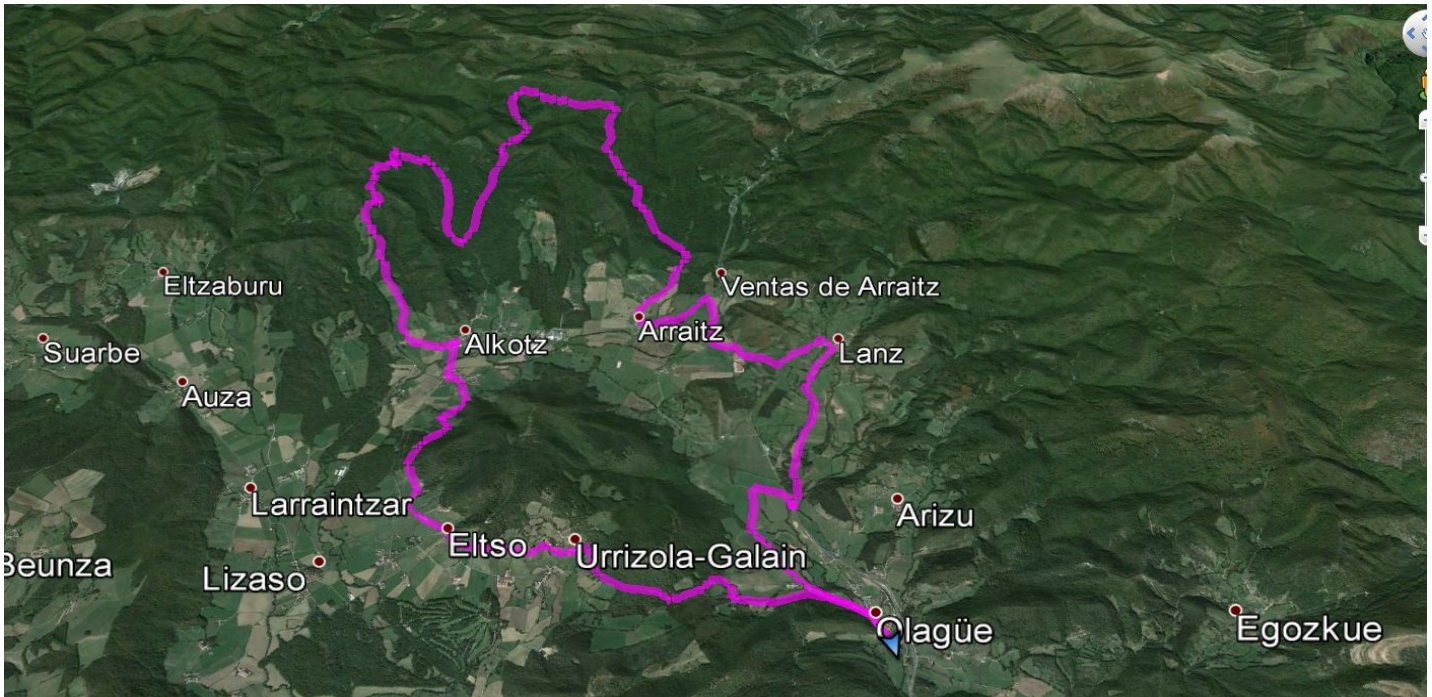 Eltzaburu
Ventas de Arraitz
Suarbe
Alkotz
Arraitz
Lanz
Auza
Larraintzar
Arizu
Eltso
Urrizola-Galain
Beunza
Lizaso
Olagüe
Egozkue